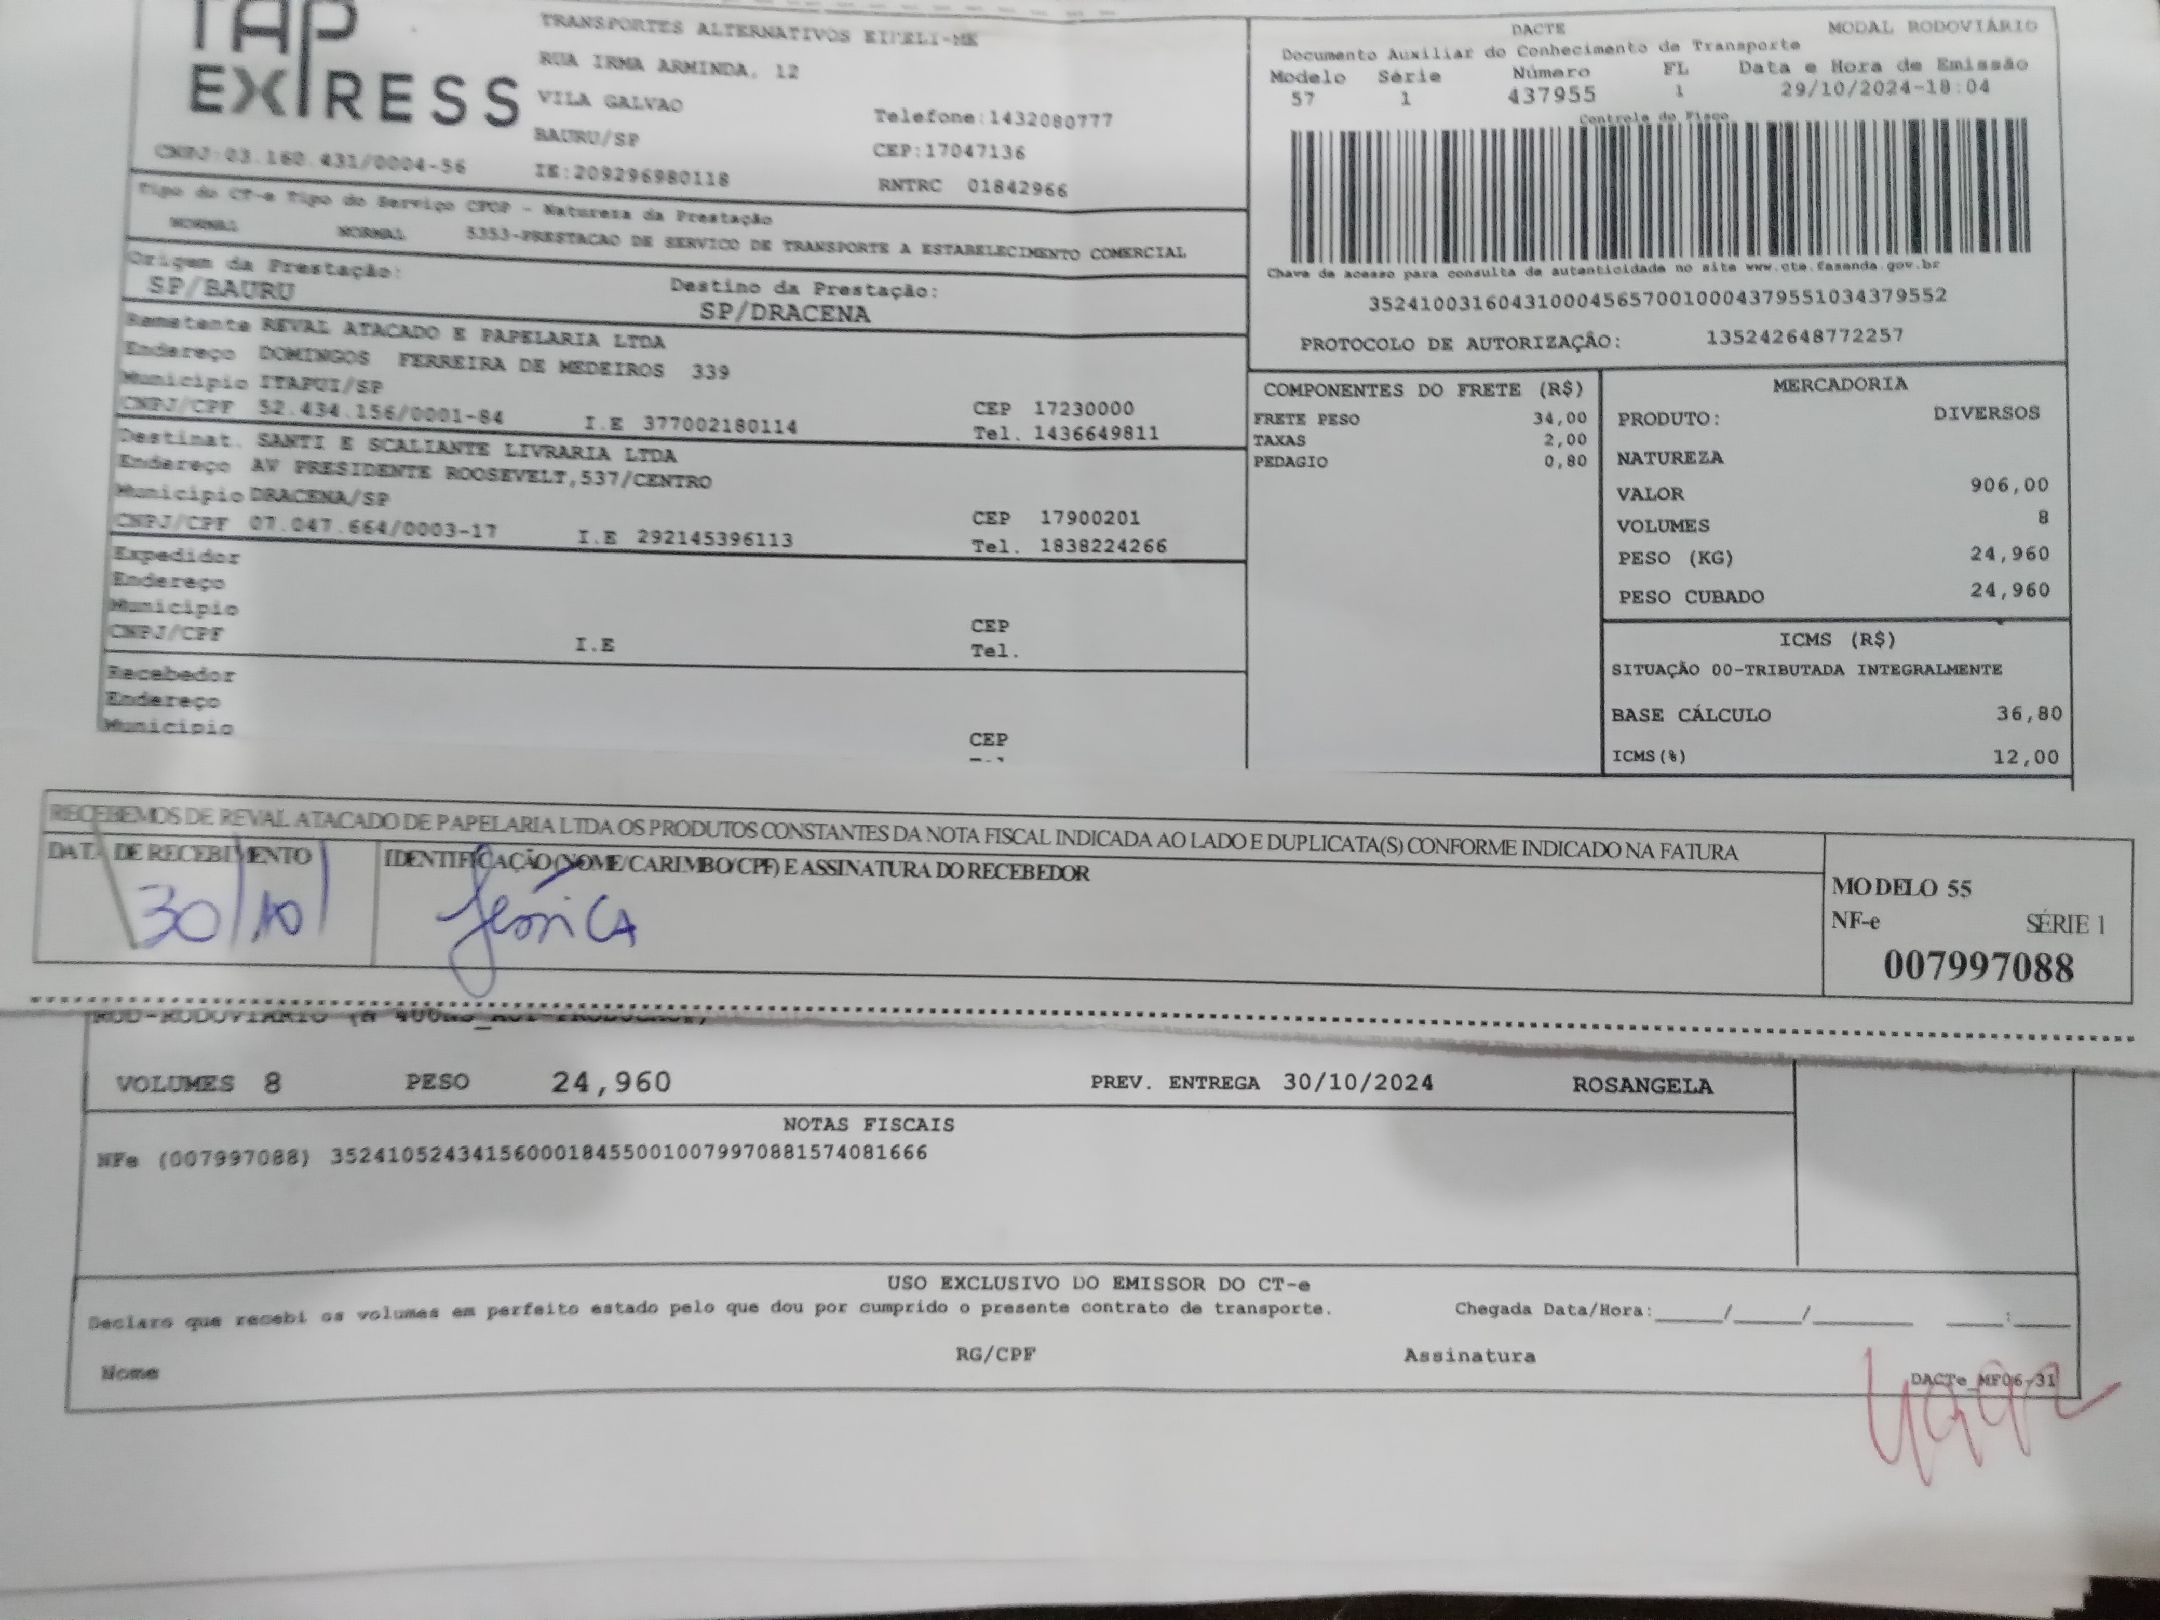 TAP
EXPRESS
TRANSPORTES ALTERNATIVOS EIRELI-ME
RUA IRMA ARMINDA, 12
VILA GALVAO
Telefone:1432080777
BAURU/SP
CEP:17047136
CNPJ:03.160.431/0004-56
IE:209296980118
RNTRC 01842966
Tipo do CT-e Tipo do Serviço CFOP - Natureza da Prestação
NORMAL NORMAL 5353-PRESTACAO DE SERVICO DE TRANSPORTE A ESTABELECIMENTO COMERCIAL
Origem da Prestação: Destino da Prestação:
SP/BAURU SP/DRACENA
DACTE MODAL RODOVIÁRIO
Documento Auxiliar do Conhecimento de Transporte
Modelo Série Número FL Data e Hora de Emissão
57 1 437955 1 29/10/2024-18:04
Controle do Fisco
Chave de acesso para consulta de autenticidade no site www.cte.fazenda.gov.br
35241003160431000456570010004379551034379552
PROTOCOLO DE AUTORIZAÇÃO: 135242648772257
Remetente REVAL ATACADO E PAPELARIA LTDA
Endereço DOMINGOS FERREIRA DE MEDEIROS 339
Município ITAPUI/SP CEP 17230000
CNPJ/CPF 52.434.156/0001-84 I.E 377002180114 Tel. 1436649811
Destinat. SANTI E SCALIANTE LIVRARIA LTDA
Endereço AV PRESIDENTE ROOSEVELT,537/CENTRO
Município DRACENA/SP CEP 17900201
CNPJ/CPF 07.047.664/0003-17 I.E 292145396113 Tel. 1838224266
Expedidor
Endereço
Município CEP
CNPJ/CPF I.E Tel.
Recebedor
Endereço
Município CEP
COMPONENTES DO FRETE (R$)
FRETE PESO 34,00
TAXAS 2,00
PEDAGIO 0,80
MERCADORIA
PRODUTO: DIVERSOS
NATUREZA
VALOR 906,00
VOLUMES 8
PESO (KG) 24,960
PESO CUBADO 24,960
ICMS (R$)
SITUAÇÃO 00-TRIBUTADA INTEGRALMENTE
BASE CÁLCULO 36,80
ICMS(%) 12,00
RECEBEMOS DE REVAL ATACADO DE PAPELARIA LTDA OS PRODUTOS CONSTANTES DA NOTA FISCAL INDICADA AO LADO E DUPLICATA(S) CONFORME INDICADO NA FATURA
DATA DE RECEBIMENTO IDENTIFICAÇÃO (NOME/CARIMBO/CPF) E ASSINATURA DO RECEBEDOR
30/10 Jéssica
MODELO 55
NF-e SÉRIE 1
007997088
VOLUMES 8 PESO 24,960 PREV. ENTREGA 30/10/2024 ROSANGELA
NOTAS FISCAIS
NFe (007997088) 35241052434156000184550010079970881574081666
USO EXCLUSIVO DO EMISSOR DO CT-e
Declaro que recebi os volumes em perfeito estado pelo que dou por cumprido o presente contrato de transporte. Chegada Data/Hora:____/____/______ ____:____
Nome RG/CPF Assinatura
DACTe_MF06-31